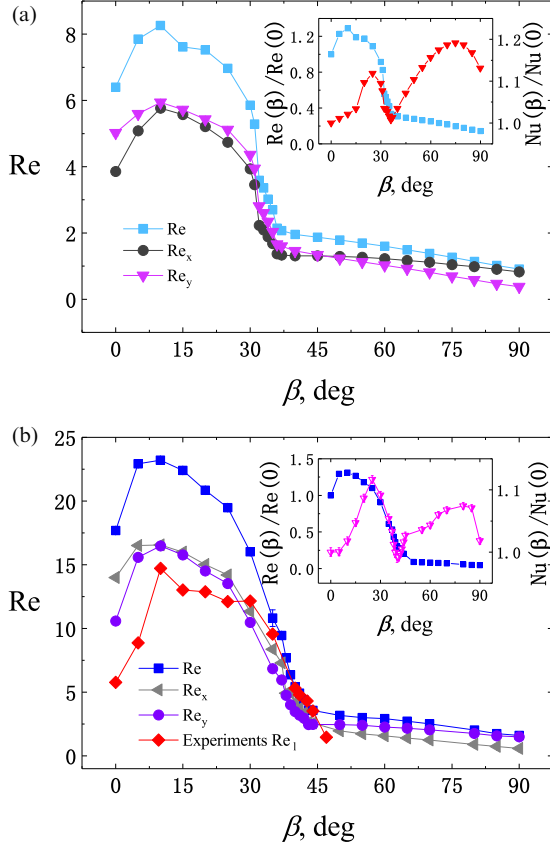 (a)
8
6
4
2
0
Re
Re
Re_x
Re_y
0 15 30 45 60 75 90
β, deg
1.2
0.8
0.4
0.0
Re(β)/Re(0)
1.2
1.1
1.0
Nu(β)/Nu(0)
0 30 60 90
β, deg
(b)
25
20
15
10
5
0
Re
Re
Re_x
Re_y
Experiments Re_1
0 15 30 45 60 75 90
β, deg
1.5
1.0
0.5
0.0
Re(β)/Re(0)
1.1
1.0
Nu(β)/Nu(0)
0 30 60 90
β, deg